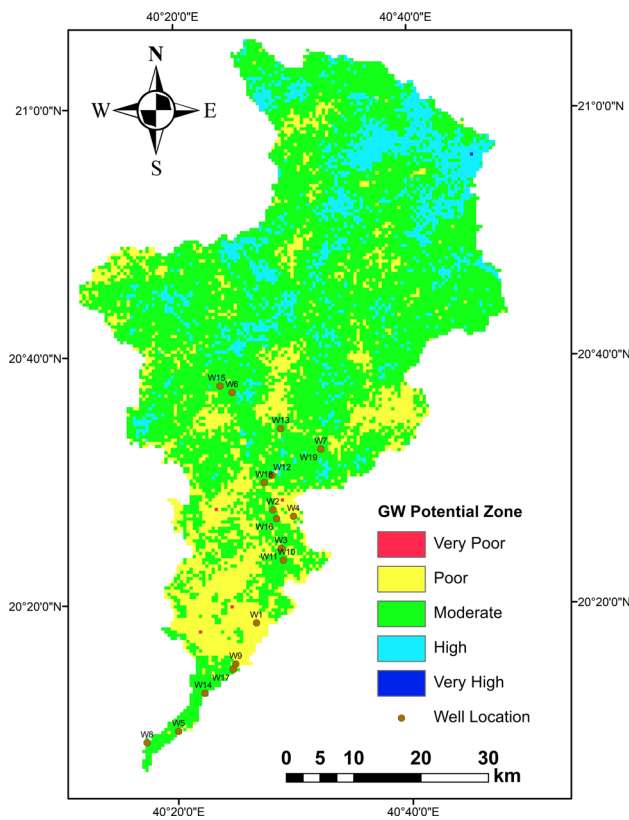 40°20'0"E 40°40'0"E
N
W E
S
21°0'0"N 21°0'0"N
20°40'0"N 20°40'0"N
W15
W6
W13
W7
W19
W12
W18
W2
W4
W16
W3
W10
W11
GW Potential Zone
Very Poor
Poor
Moderate
High
Very High
Well Location
20°20'0"N 20°20'0"N
W1
W9
W17
W14
W5
W8
0 5 10 20 30
km
40°20'0"E 40°40'0"E